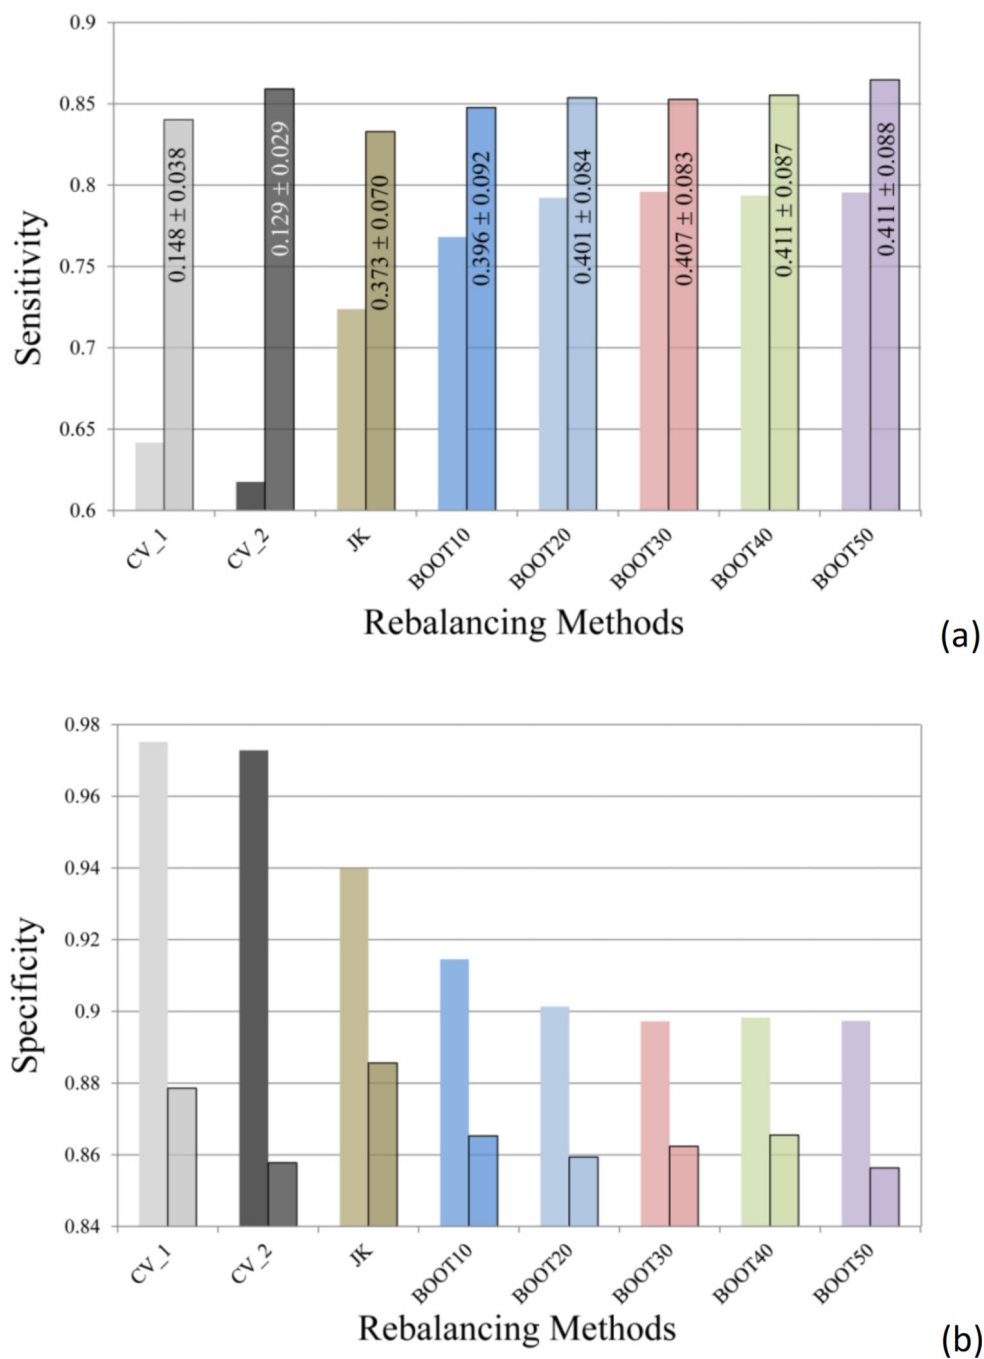 0.9
0.85
0.8
0.75
0.7
0.65
0.6
Sensitivity
0.148 ± 0.038
0.129 ± 0.029
0.373 ± 0.070
0.396 ± 0.092
0.401 ± 0.084
0.407 ± 0.083
0.411 ± 0.087
0.411 ± 0.088
CV_1
CV_2
JK
BOOT10
BOOT20
BOOT30
BOOT40
BOOT50
Rebalancing Methods
(a)
0.98
0.96
0.94
0.92
0.9
0.88
0.86
0.84
Specificity
CV_1
CV_2
JK
BOOT10
BOOT20
BOOT30
BOOT40
BOOT50
Rebalancing Methods
(b)